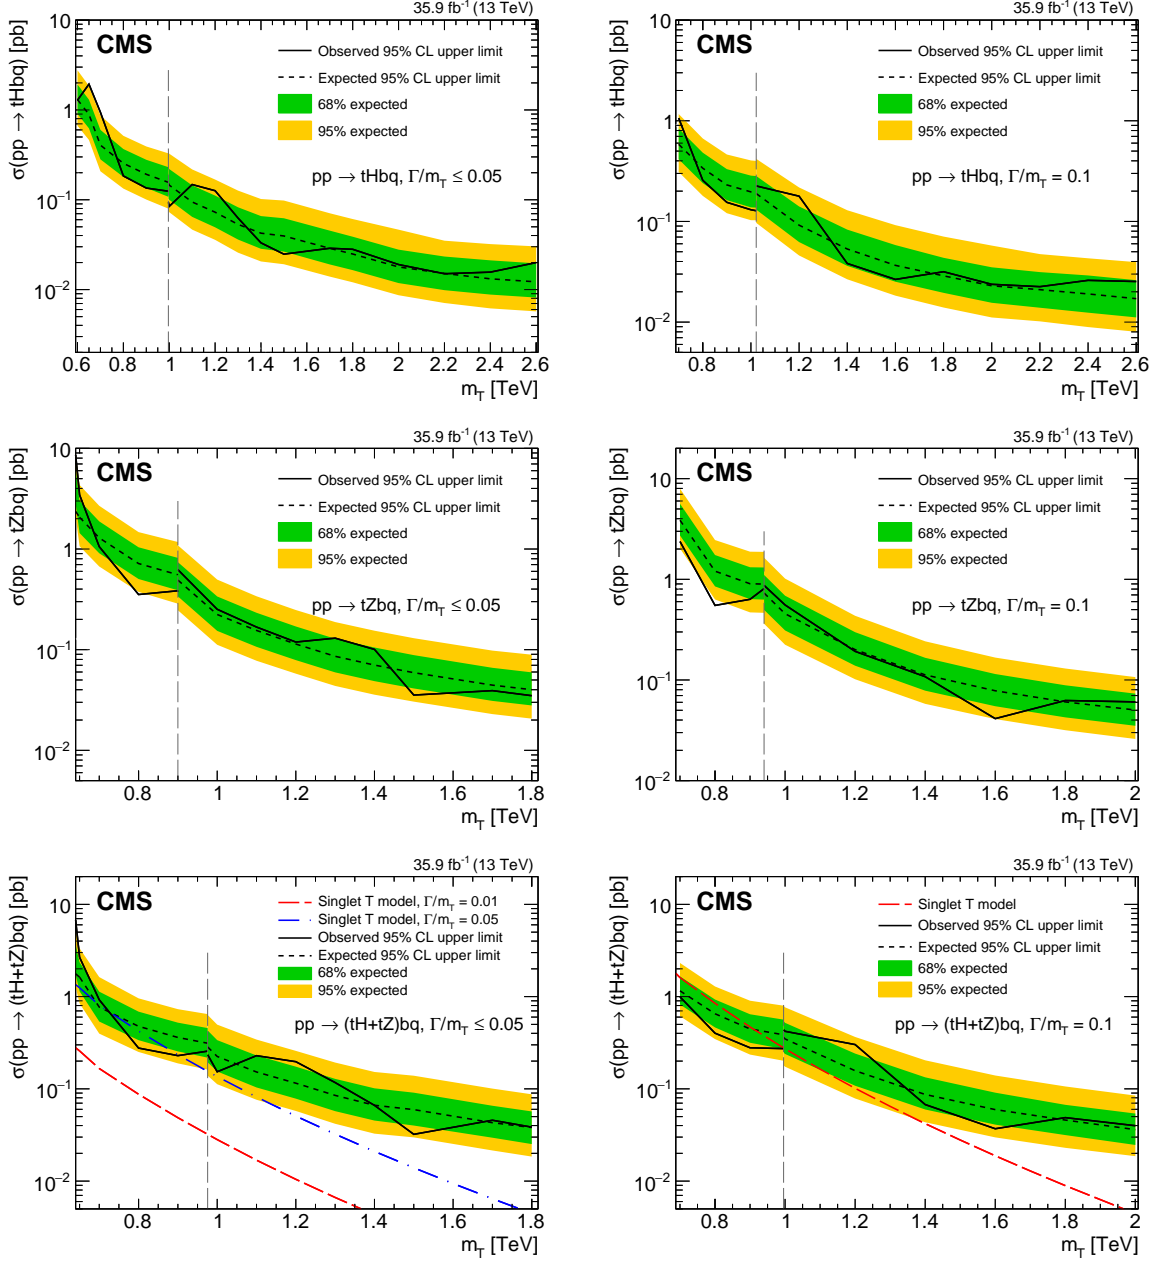 35.9 fb⁻¹ (13 TeV)
CMS
Observed 95% CL upper limit
Expected 95% CL upper limit
68% expected
95% expected
pp → tHbq, Γ/m_T ≤ 0.05
σ(pp → tHbq) [pb]
10
1
10⁻¹
10⁻²
0.6 0.8 1 1.2 1.4 1.6 1.8 2 2.2 2.4 2.6
m_T [TeV]
35.9 fb⁻¹ (13 TeV)
CMS
Observed 95% CL upper limit
Expected 95% CL upper limit
68% expected
95% expected
pp → tHbq, Γ/m_T = 0.1
σ(pp → tHbq) [pb]
10
1
10⁻¹
10⁻²
0.8 1 1.2 1.4 1.6 1.8 2 2.2 2.4 2.6
m_T [TeV]
35.9 fb⁻¹ (13 TeV)
CMS
Observed 95% CL upper limit
Expected 95% CL upper limit
68% expected
95% expected
pp → tZbq, Γ/m_T ≤ 0.05
σ(pp → tZbq) [pb]
10
1
10⁻¹
10⁻²
0.8 1 1.2 1.4 1.6 1.8
m_T [TeV]
35.9 fb⁻¹ (13 TeV)
CMS
Observed 95% CL upper limit
Expected 95% CL upper limit
68% expected
95% expected
pp → tZbq, Γ/m_T = 0.1
σ(pp → tZbq) [pb]
10
1
10⁻¹
10⁻²
0.8 1 1.2 1.4 1.6 1.8 2
m_T [TeV]
35.9 fb⁻¹ (13 TeV)
CMS
Singlet T model, Γ/m_T = 0.01
Singlet T model, Γ/m_T = 0.05
Observed 95% CL upper limit
Expected 95% CL upper limit
68% expected
95% expected
pp → (tH+tZ)bq, Γ/m_T ≤ 0.05
σ(pp → (tH+tZ)bq) [pb]
10
1
10⁻¹
10⁻²
0.8 1 1.2 1.4 1.6 1.8
m_T [TeV]
35.9 fb⁻¹ (13 TeV)
CMS
Singlet T model
Observed 95% CL upper limit
Expected 95% CL upper limit
68% expected
95% expected
pp → (tH+tZ)bq, Γ/m_T = 0.1
σ(pp → (tH+tZ)bq) [pb]
10
1
10⁻¹
10⁻²
0.8 1 1.2 1.4 1.6 1.8 2
m_T [TeV]